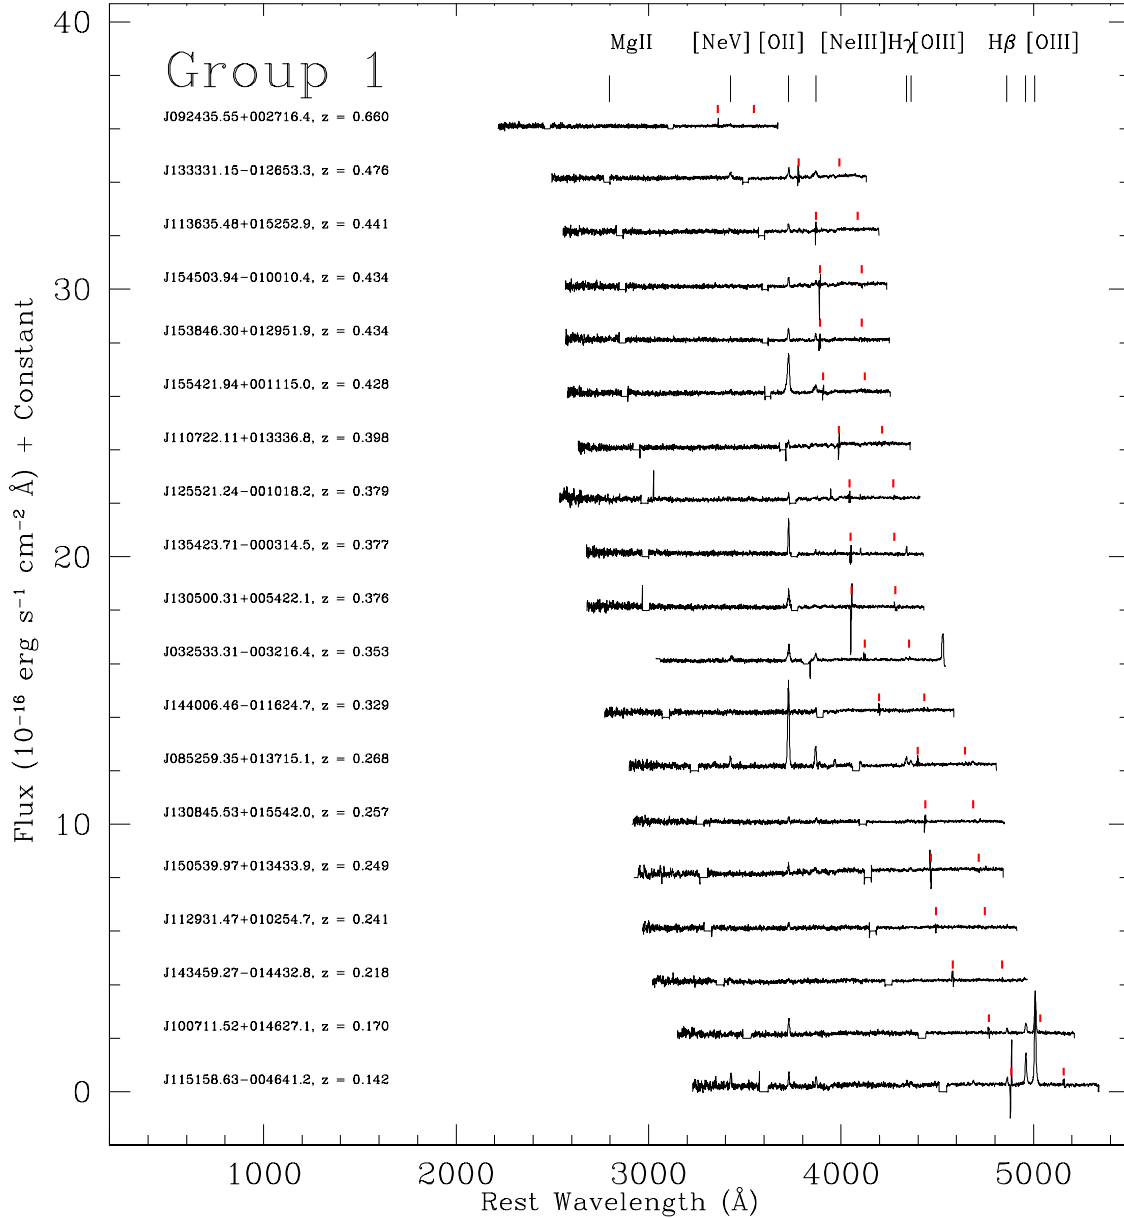 40
MgII [NeV] [OII] [NeIII] Hγ [OIII] Hβ [OIII]
Group 1
J092435.55+002716.4, z = 0.660
J133331.15-012653.3, z = 0.476
J113635.48+015252.9, z = 0.441
30
J154503.94-010010.4, z = 0.434
J153846.30+012951.9, z = 0.434
J155421.94+001115.0, z = 0.428
J110722.11+013336.8, z = 0.398
J125521.24-001018.2, z = 0.379
20
J135423.71-000314.5, z = 0.377
J130500.31+005422.1, z = 0.376
J032533.31-003216.4, z = 0.353
J144006.46-011624.7, z = 0.329
J085259.35+013715.1, z = 0.268
10
J130845.53+015542.0, z = 0.257
J150539.97+013433.9, z = 0.249
J112931.47+010254.7, z = 0.241
J143459.27-014432.8, z = 0.218
J100711.52+014627.1, z = 0.170
J115158.63-004641.2, z = 0.142
0
Flux (10⁻¹⁶ erg s⁻¹ cm⁻² Å) + Constant
1000 2000 3000 4000 5000
Rest Wavelength (Å)